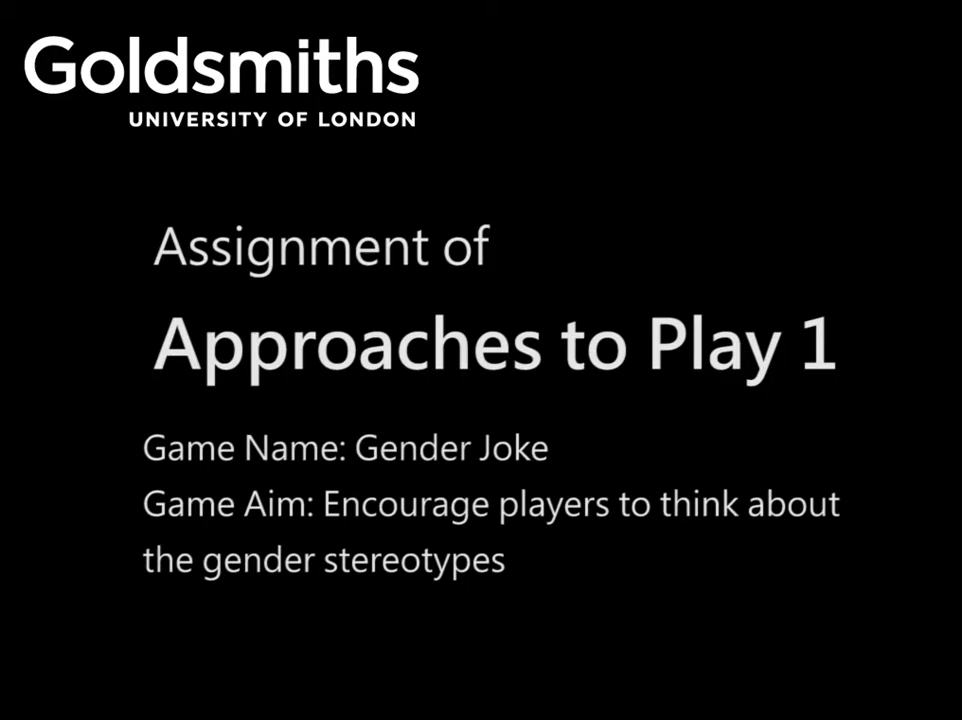 Goldsmiths
UNIVERSITY OF LONDON
Assignment of
Approaches to Play 1
Game Name: Gender Joke
Game Aim: Encourage players to think about
the gender stereotypes